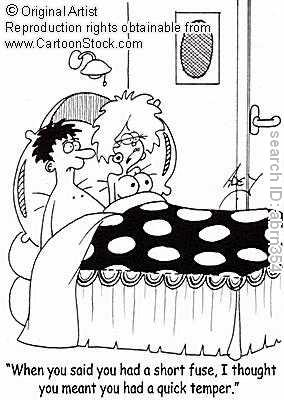 © Original Artist
Reproduction rights obtainable from
www.CartoonStock.com
search ID: abrn354
"When you said you had a short fuse, I thought
you meant you had a quick temper."